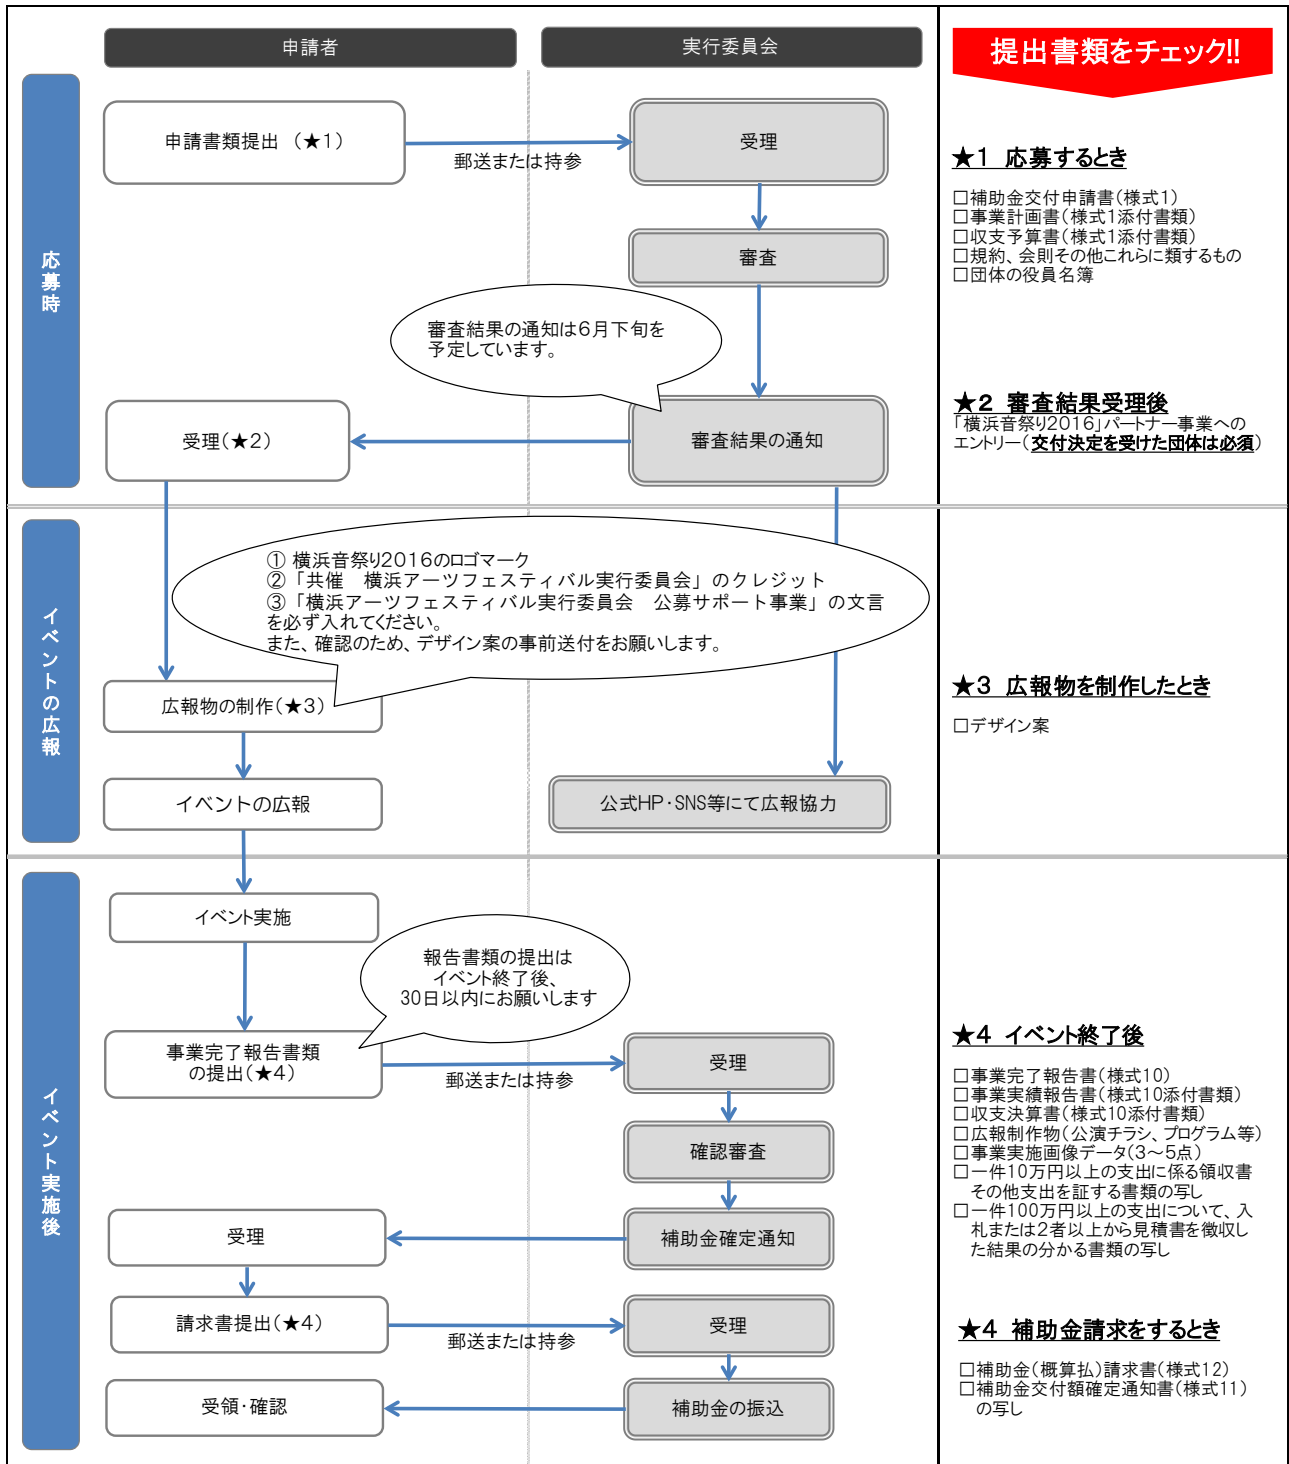 申請者
実行委員会
提出書類をチェック!!
応募時
申請書類提出 （★1）
郵送または持参
受理
審査
審査結果の通知は6月下旬を
予定しています。
審査結果の通知
受理（★2）
★1 応募するとき
□補助金交付申請書（様式1）
□事業計画書（様式1添付書類）
□収支予算書（様式1添付書類）
□規約、会則その他これらに類するもの
□団体の役員名簿
★2 審査結果受理後
「横浜音祭り2016」パートナー事業への
エントリー（交付決定を受けた団体は必須）
イベントの広報
① 横浜音祭り2016のロゴマーク
②「共催 横浜アーツフェスティバル実行委員会」のクレジット
③「横浜アーツフェスティバル実行委員会 公募サポート事業」の文言
を必ず入れてください。
また、確認のため、デザイン案の事前送付をお願いします。
広報物の制作（★3）
イベントの広報
公式HP・SNS等にて広報協力
★3 広報物を制作したとき
□デザイン案
イベント実施後
イベント実施
報告書類の提出は
イベント終了後、
30日以内にお願いします
事業完了報告書類
の提出（★4）
郵送または持参
受理
確認審査
補助金確定通知
受理
請求書提出（★4）
郵送または持参
受理
補助金の振込
受領・確認
★4 イベント終了後
□事業完了報告書（様式10）
□事業実績報告書（様式10添付書類）
□収支決算書（様式10添付書類）
□広報制作物（公演チラシ、プログラム等）
□事業実施画像データ（3～5点）
□一件10万円以上の支出に係る領収書
その他支出を証する書類の写し
□一件100万円以上の支出について、入
札または2者以上から見積書を徴収し
た結果の分かる書類の写し
★4 補助金請求をするとき
□補助金（概算払）請求書（様式12）
□補助金交付額確定通知書（様式11）
の写し